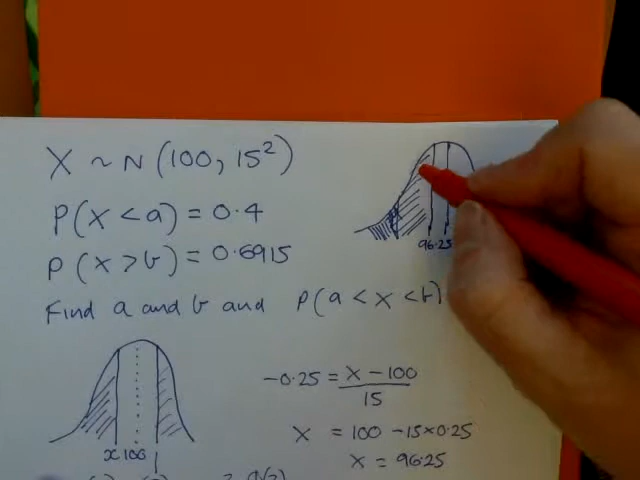 X ~ N (100, 15²)
P(X < a) = 0.4
P(X > b) = 0.6915
Find a and b and P(a < X < b)
96.25
x 100
-0.25 = X - 100 / 15
x = 100 - 15 × 0.25
x = 96.25